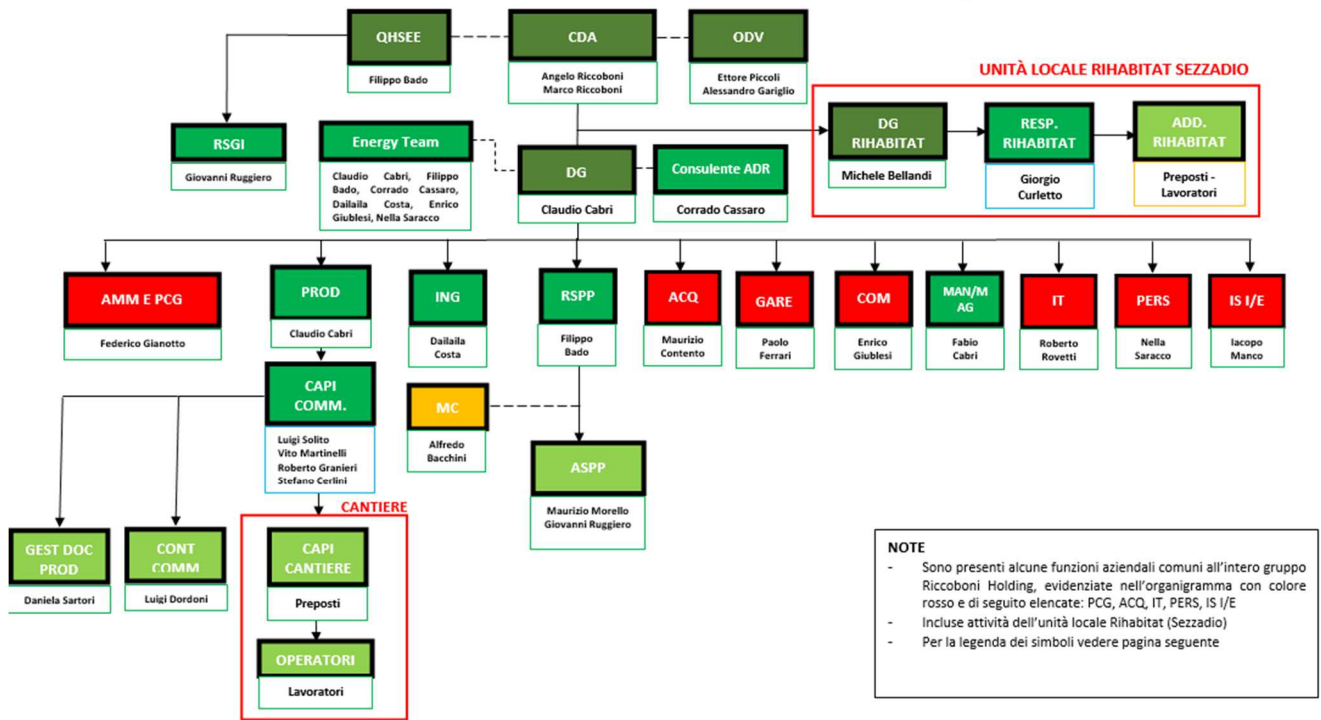 QHSEE
Filippo Bado
CDA
Angelo Riccoboni
Marco Riccoboni
ODV
Ettore Piccoli
Alessandro Gariglio
UNITÀ LOCALE RIHABITAT SEZZADIO
DG
RIHABITAT
Michele Bellandi
RESP.
RIHABITAT
Giorgio
Curletto
ADD.
RIHABITAT
Preposti -
Lavoratori
RSGI
Giovanni Ruggiero
Energy Team
Claudio Cabri, Filippo
Bado, Corrado Cassaro,
Dailaila Costa, Enrico
Giublesi, Nella Saracco
DG
Claudio Cabri
Consulente ADR
Corrado Cassaro
AMM E PCG
Federico Gianotto
PROD
Claudio Cabri
ING
Dailaila
Costa
RSPP
Filippo
Bado
ACQ
Maurizio
Contento
GARE
Paolo
Ferrari
COM
Enrico
Giublesi
MAN/M
AG
Fabio
Cabri
IT
Roberto
Rovetti
PERS
Nella
Saracco
IS I/E
Iacopo
Manco
CAPI
COMM.
Luigi Solito
Vito Martinelli
Roberto Granieri
Stefano Cerlini
MC
Alfredo
Bacchini
ASPP
Maurizio Morello
Giovanni Ruggiero
GEST DOC
PROD
Daniela Sartori
CONT
COMM
Luigi Dordoni
CANTIERE
CAPI
CANTIERE
Preposti
OPERATORI
Lavoratori
NOTE
- Sono presenti alcune funzioni aziendali comuni all'intero gruppo
Riccoboni Holding, evidenziate nell'organigramma con colore
rosso e di seguito elencate: PCG, ACQ, IT, PERS, IS I/E
- Incluse attività dell'unità locale Rihabitat (Sezzadio)
- Per la legenda dei simboli vedere pagina seguente